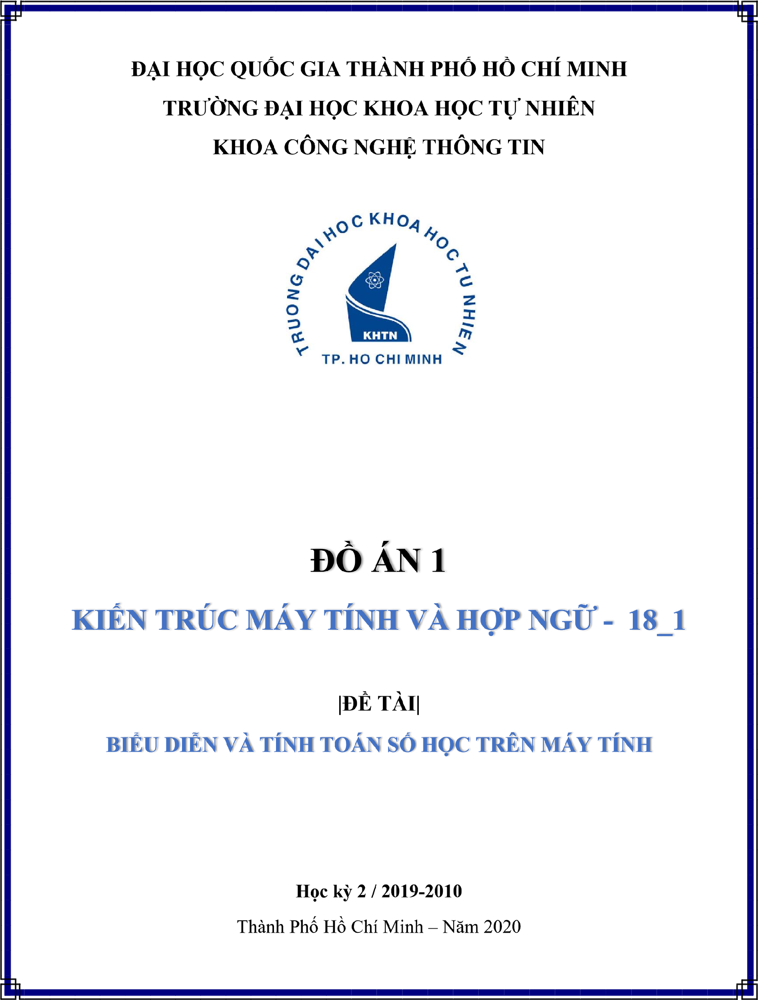 ĐẠI HỌC QUỐC GIA THÀNH PHỐ HỒ CHÍ MINH
TRƯỜNG ĐẠI HỌC KHOA HỌC TỰ NHIÊN
KHOA CÔNG NGHỆ THÔNG TIN
TRUONG DAI HOC KHOA HOC TU NHIEN
KHTN
TP. HO CHI MINH
ĐỒ ÁN 1
KIẾN TRÚC MÁY TÍNH VÀ HỢP NGỮ - 18_1
|ĐỀ TÀI|
BIỂU DIỄN VÀ TÍNH TOÁN SỐ HỌC TRÊN MÁY TÍNH
Học kỳ 2 / 2019-2010
Thành Phố Hồ Chí Minh – Năm 2020